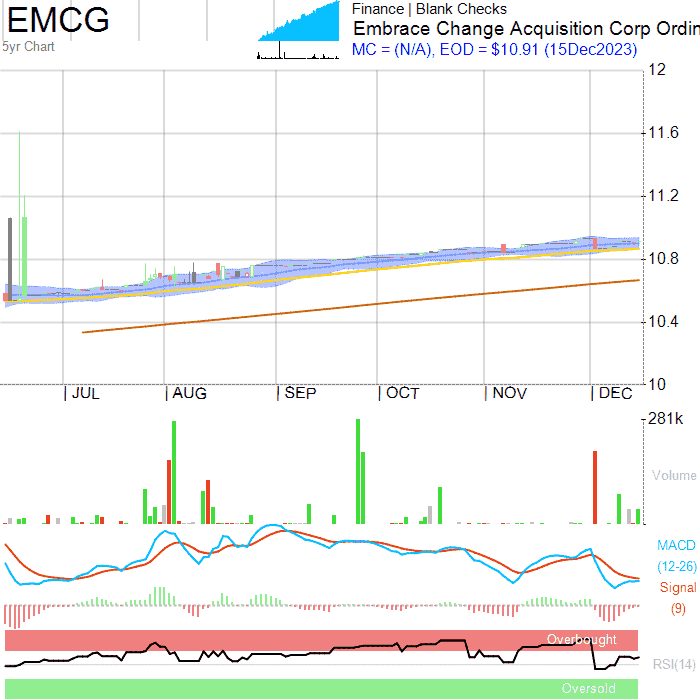 EMCG
5yr Chart
Finance | Blank Checks
Embrace Change Acquisition Corp Ordin
MC = (N/A), EOD = $10.91 (15Dec2023)
12
11.6
11.2
10.8
10.4
10
JUL AUG SEP OCT NOV DEC
281k
Volume
MACD
(12-26)
Signal
(9)
Overbought
RSI(14)
Oversold